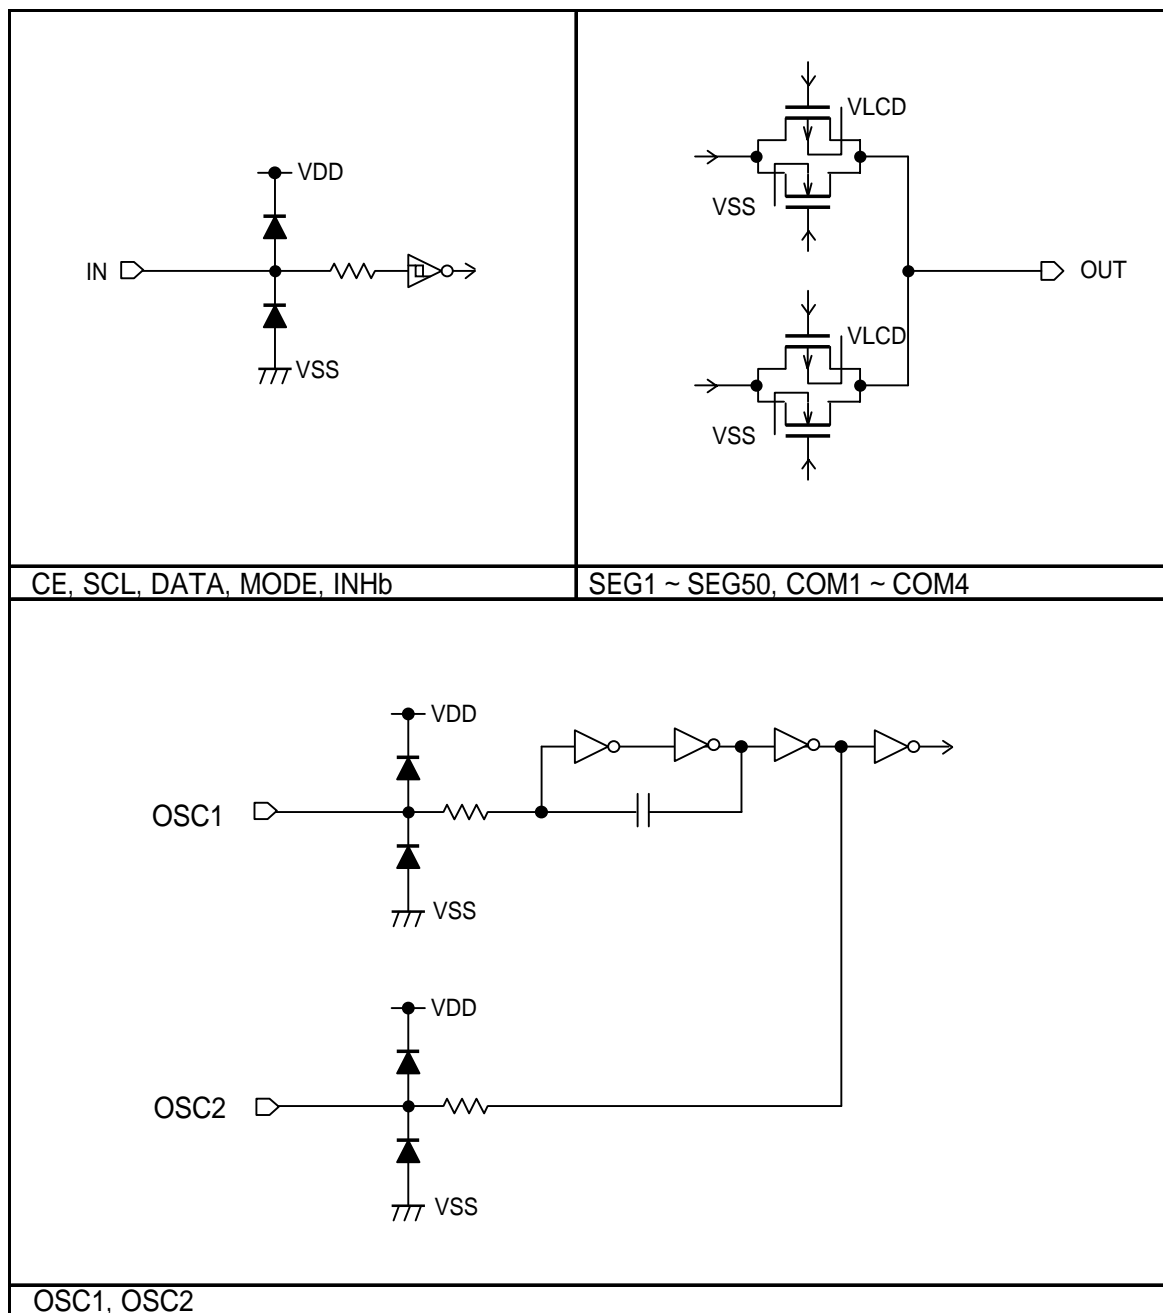 VDD
IN
VSS
CE, SCL, DATA, MODE, INHb
VLCD
VSS
OUT
VLCD
VSS
SEG1 ~ SEG50, COM1 ~ COM4
VDD
OSC1
VSS
VDD
OSC2
VSS
OSC1, OSC2